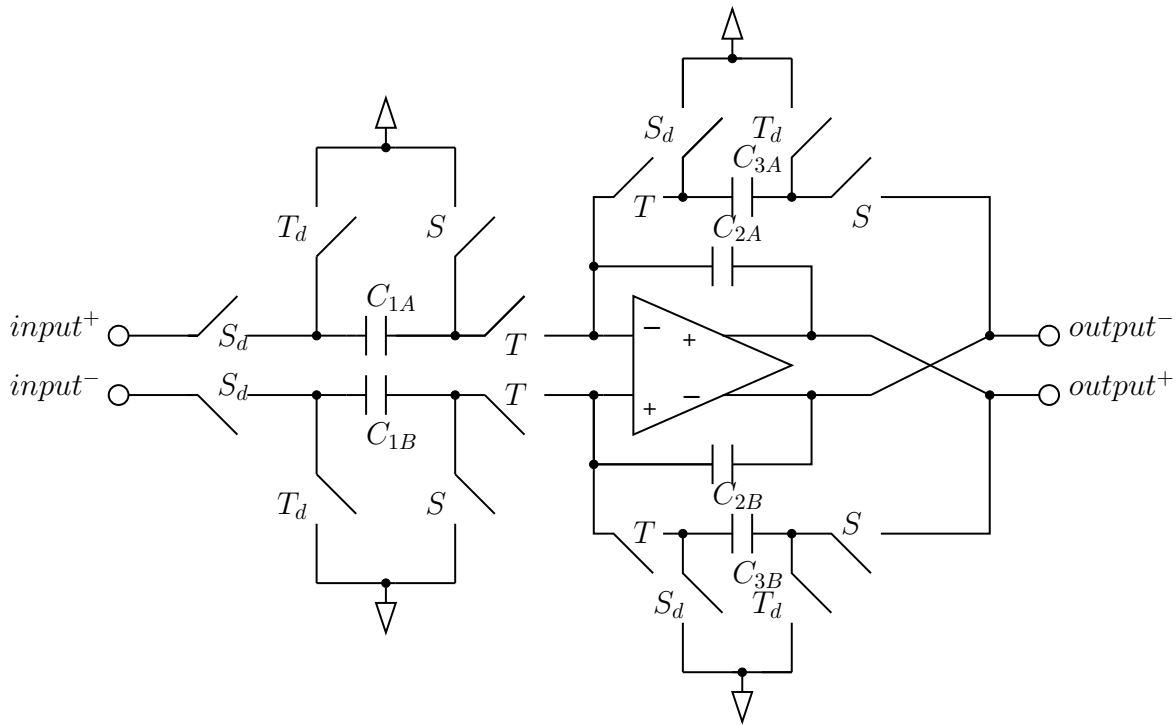 S_d
T_d
C_{3A}
T
S
C_{2A}
T_d
S
C_{1A}
input^+
S_d
T
−
+
output^-
input^-
S_d
T
+
−
output^+
C_{1B}
T_d
S
C_{2B}
T
S
C_{3B}
S_d
T_d